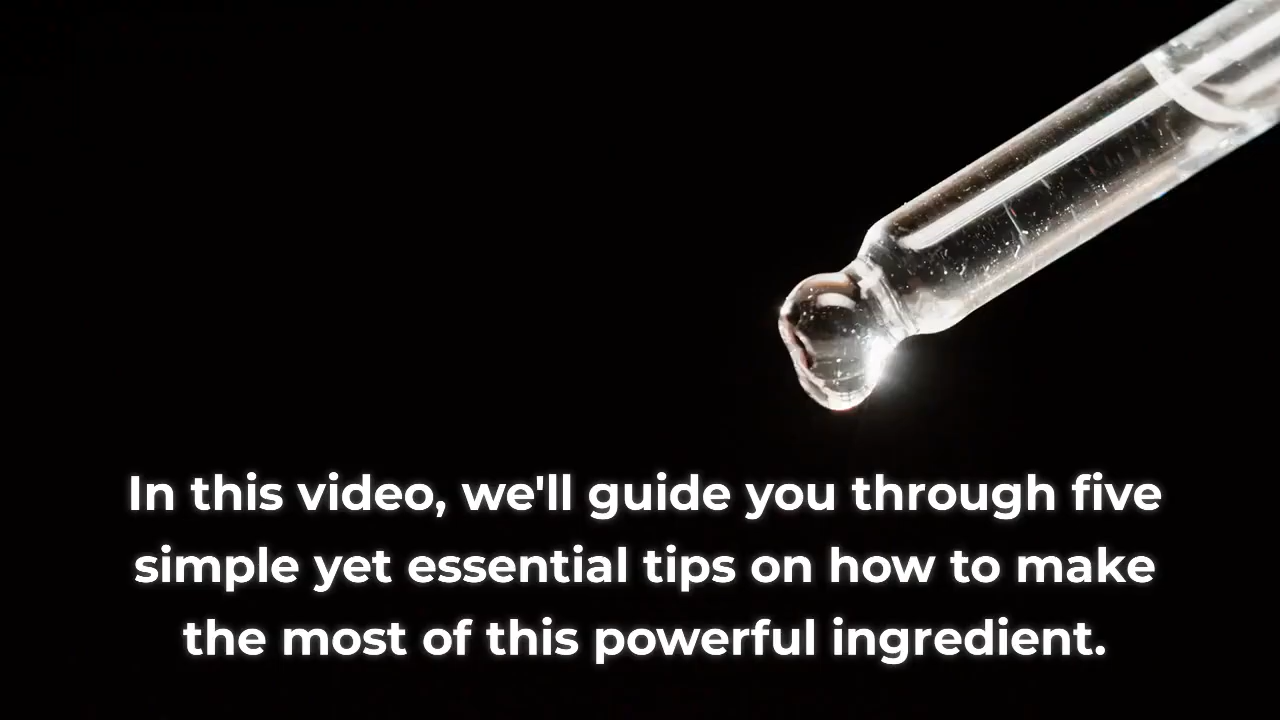 In this video, we'll guide you through five
simple yet essential tips on how to make
the most of this powerful ingredient.